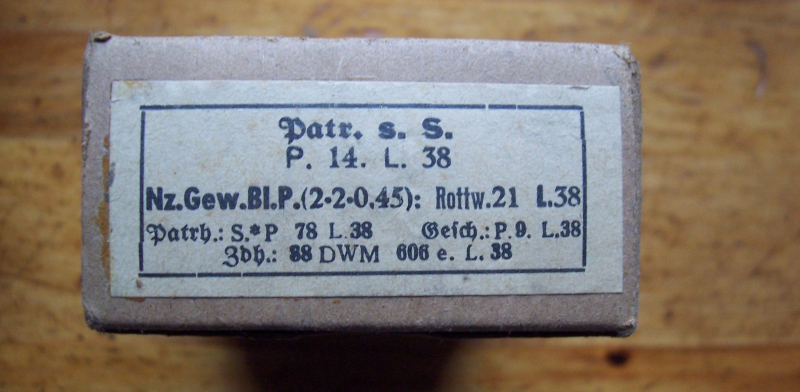 Patr. s. S.
P. 14. L. 38
Nz.Gew.Bl.P.(2·2·0,45): Rottw.21 L.38
Patrh.: S.* P 78 L.38 Gesch.: P.9. L.38
Zdh.: 88 DWM 606 e. L. 38